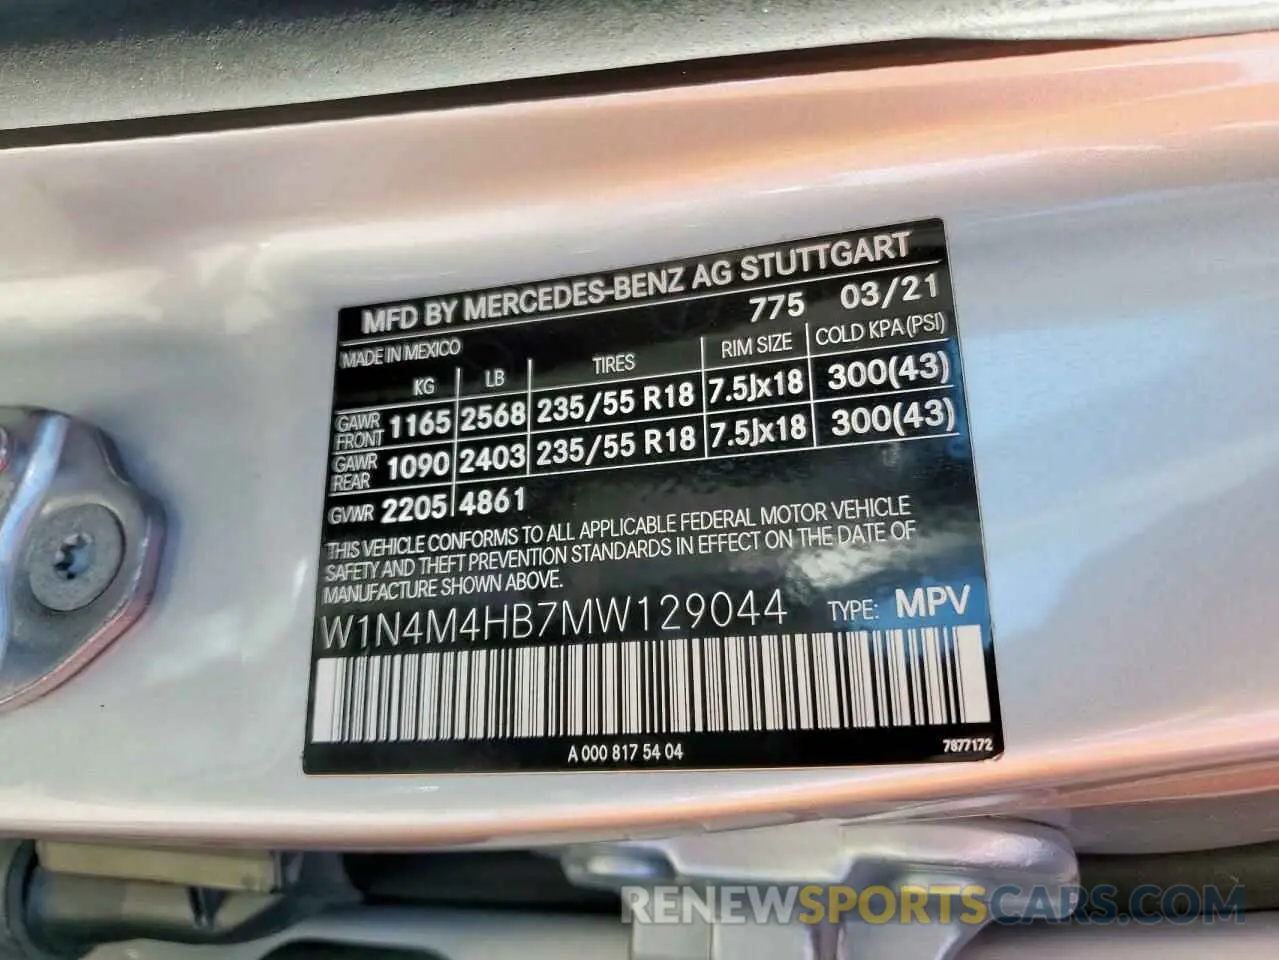 MFD BY MERCEDES-BENZ AG STUTTGART
775 03/21
MADE IN MEXICO
KG LB TIRES RIM SIZE COLD KPA (PSI)
GAWR FRONT 1165 2568 235/55 R18 7.5Jx18 300(43)
GAWR REAR 1090 2403 235/55 R18 7.5Jx18 300(43)
GVWR 2205 4861
THIS VEHICLE CONFORMS TO ALL APPLICABLE FEDERAL MOTOR VEHICLE
SAFETY AND THEFT PREVENTION STANDARDS IN EFFECT ON THE DATE OF
MANUFACTURE SHOWN ABOVE.
W1N4M4HB7MW129044 TYPE: MPV
A 000 817 54 04
7877172
RENEWSPORTSCARS.COM